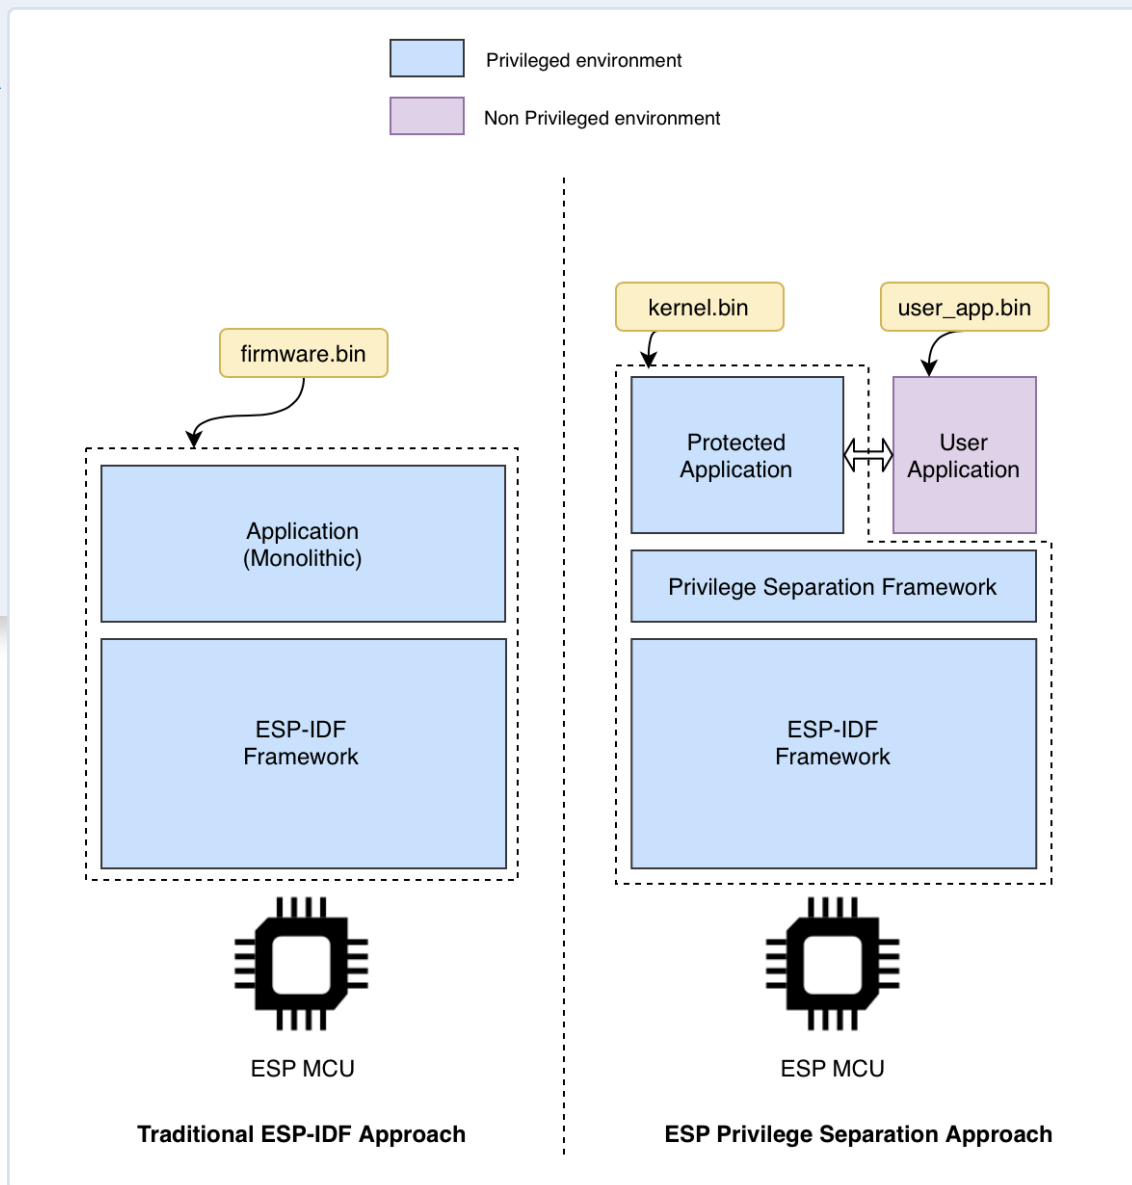 Privileged environment
Non Privileged environment
firmware.bin
Application
(Monolithic)
ESP-IDF
Framework
ESP MCU
Traditional ESP-IDF Approach
kernel.bin
user_app.bin
Protected
Application
User
Application
Privilege Separation Framework
ESP-IDF
Framework
ESP MCU
ESP Privilege Separation Approach